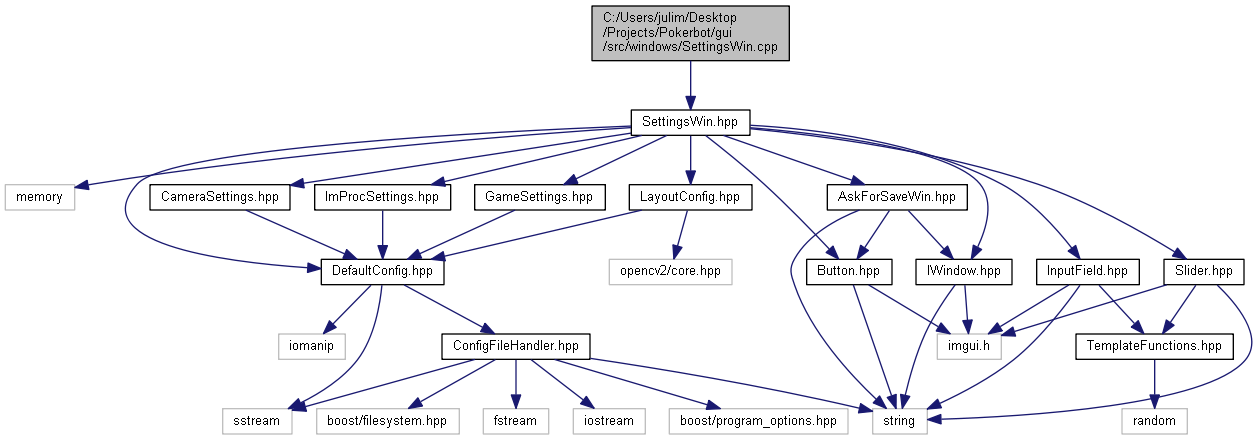 C:/Users/julim/Desktop
/Projects/Pokerbot/gui
/src/windows/SettingsWin.cpp
SettingsWin.hpp
memory
CameraSettings.hpp
ImProcSettings.hpp
GameSettings.hpp
LayoutConfig.hpp
AskForSaveWin.hpp
DefaultConfig.hpp
opencv2/core.hpp
Button.hpp
IWindow.hpp
InputField.hpp
Slider.hpp
iomanip
ConfigFileHandler.hpp
imgui.h
TemplateFunctions.hpp
sstream
boost/filesystem.hpp
fstream
iostream
boost/program_options.hpp
string
random